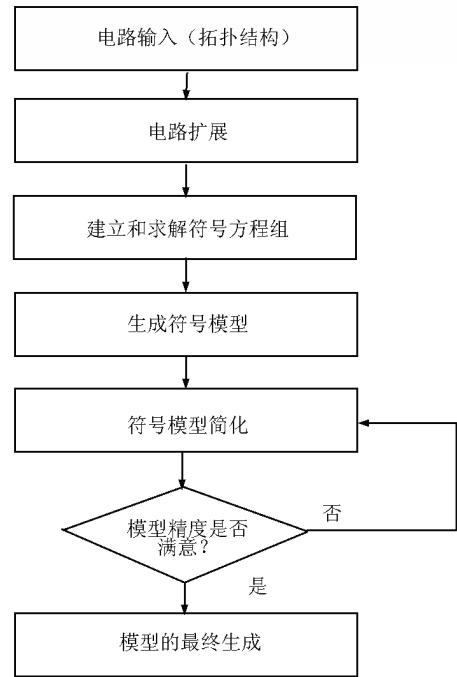 电路输入（拓扑结构）
电路扩展
建立和求解符号方程组
生成符号模型
符号模型简化
模型精度是否
满意？
否
是
模型的最终生成